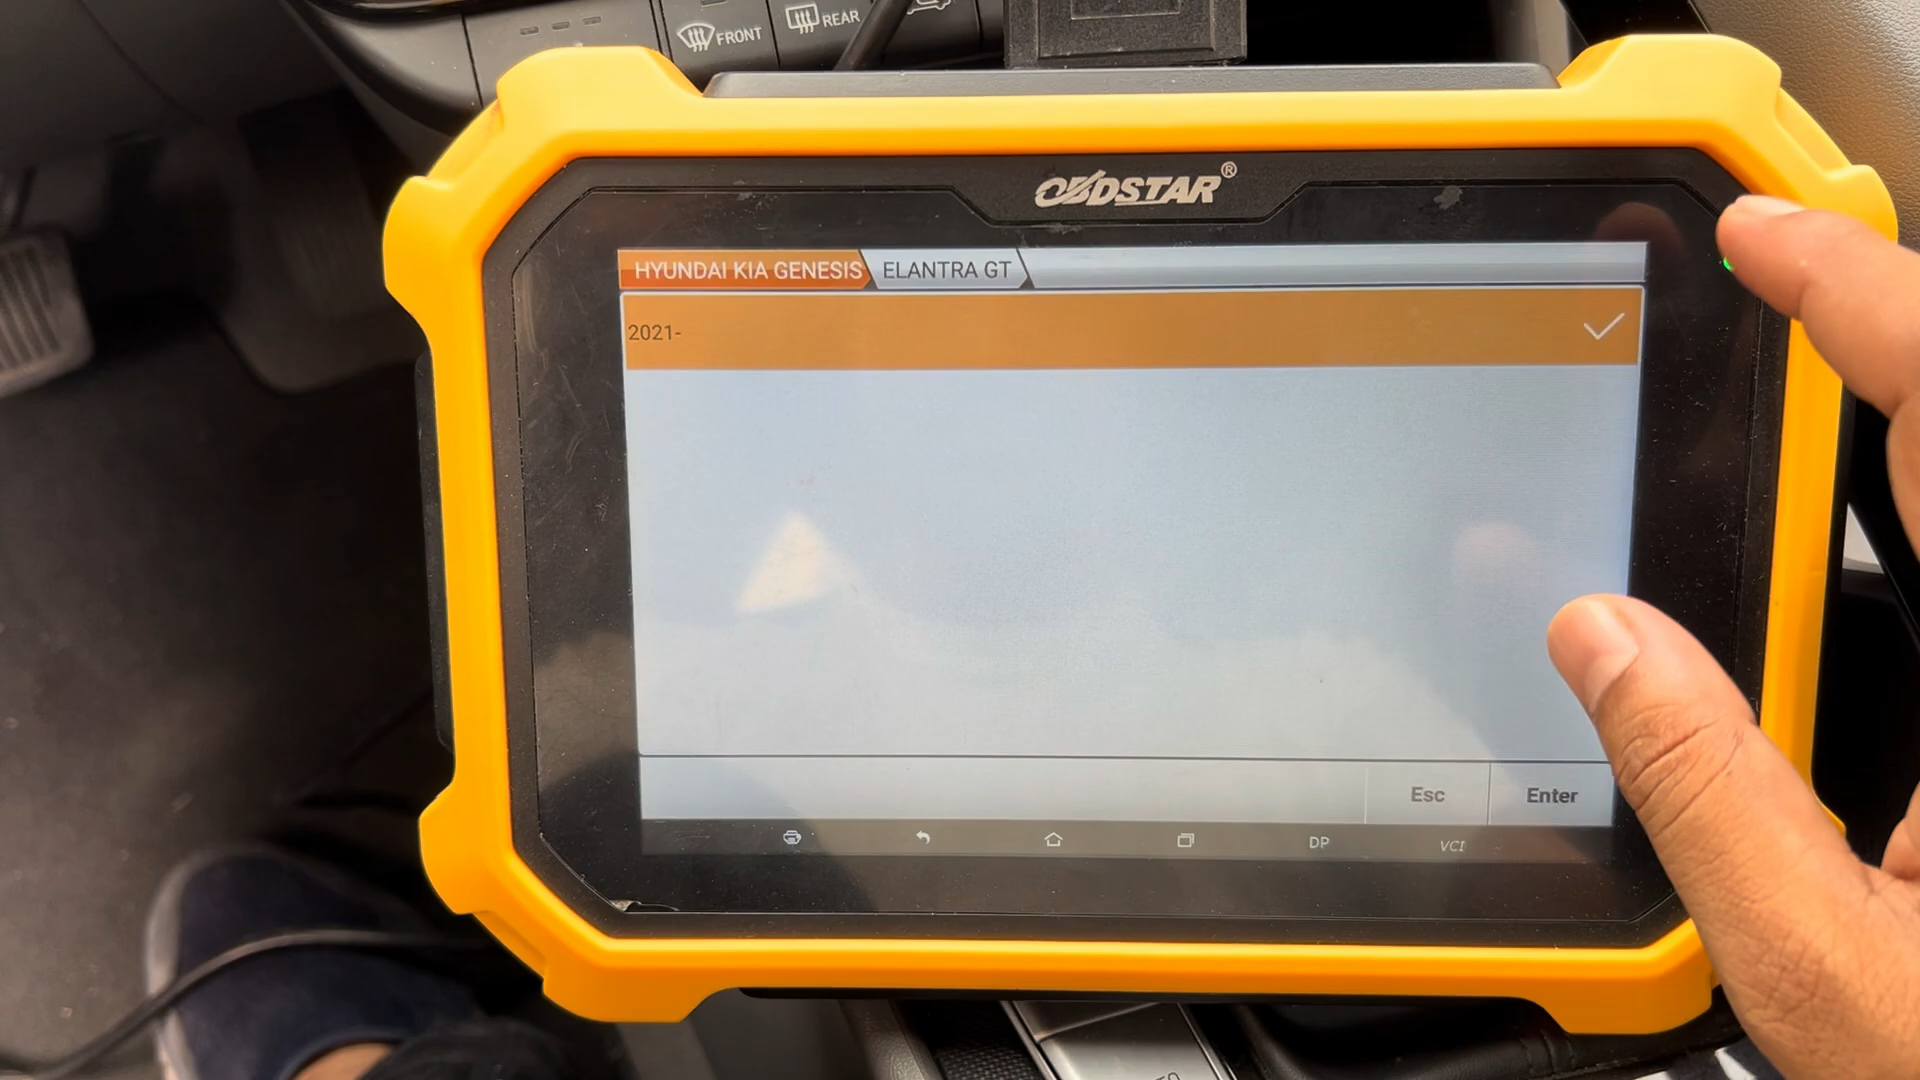 FRONT
REAR
OBDSTAR®
HYUNDAI KIA GENESIS
ELANTRA GT
2021-
Esc
Enter
DP
VCI